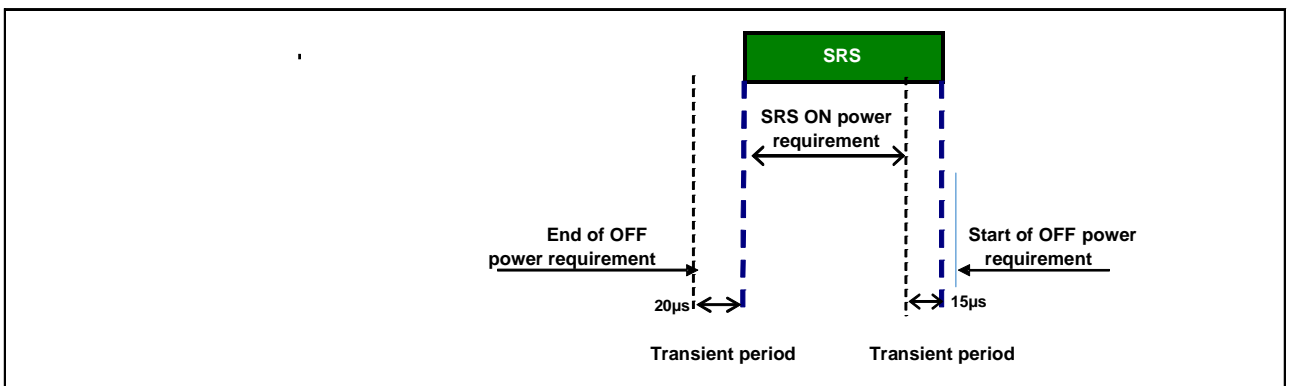 SRS
SRS ON power
requirement
End of OFF
power requirement
Start of OFF power
requirement
20µs
15µs
Transient period
Transient period